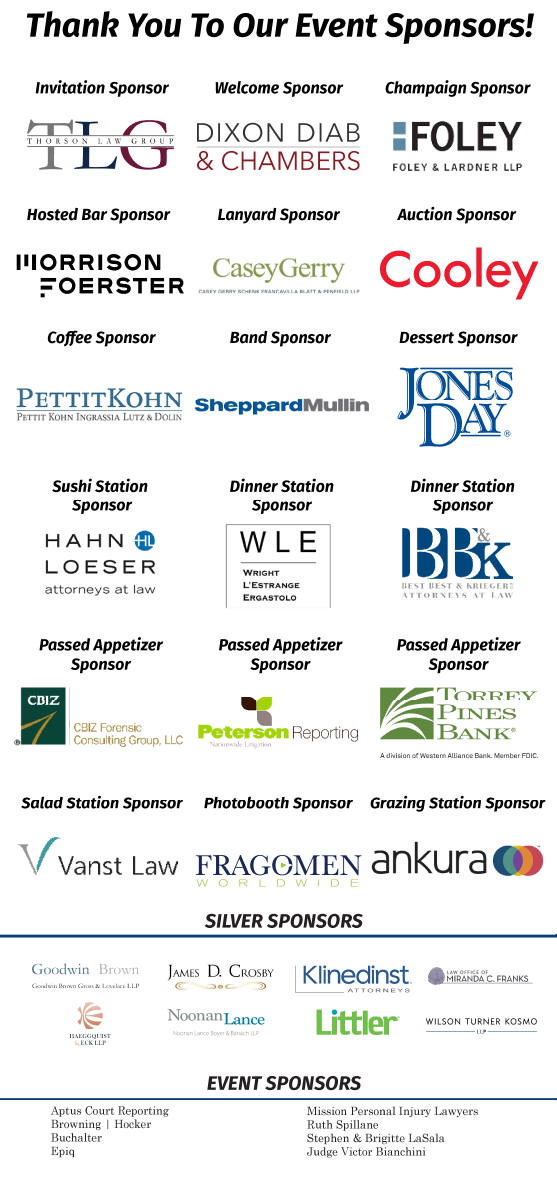 Thank You To Our Event Sponsors!
Invitation Sponsor
Welcome Sponsor
Champaign Sponsor
TLG
THORSON LAW GROUP
DIXON DIAB
& CHAMBERS
FOLEY
FOLEY & LARDNER LLP
Hosted Bar Sponsor
Lanyard Sponsor
Auction Sponsor
MORRISON
FOERSTER
CaseyGerry
CASEY GERRY SCHENK FRANCAVILLA BLATT & PENFIELD LLP
Cooley
Coffee Sponsor
Band Sponsor
Dessert Sponsor
PETTITKOHN
PETTIT KOHN INGRASSIA LUTZ & DOLIN
SheppardMullin
JONES
DAY®
Sushi Station
Sponsor
Dinner Station
Sponsor
Dinner Station
Sponsor
HAHN HL
LOESER
attorneys at law
WLE
WRIGHT
L'ESTRANGE
ERGASTOLO
BB&K
BEST BEST & KRIEGER
ATTORNEYS AT LAW
Passed Appetizer
Sponsor
Passed Appetizer
Sponsor
Passed Appetizer
Sponsor
CBIZ
CBIZ Forensic
Consulting Group, LLC
®
Peterson Reporting
Nationwide Litigation
TORREY
PINES
BANK®
A division of Western Alliance Bank. Member FDIC.
Salad Station Sponsor
Photobooth Sponsor
Grazing Station Sponsor
Vanst Law
FRAGOMEN
WORLDWIDE
ankura
SILVER SPONSORS
Goodwin Brown
Goodwin Brown Gross & Lovelace LLP
JAMES D. CROSBY
Klinedinst
ATTORNEYS
LAW OFFICE OF
MIRANDA C. FRANKS
HAEGGQUIST
& ECK LLP
NoonanLance
Noonan Lance Boyer & Banach LLP
Littler
WILSON TURNER KOSMO
LLP
EVENT SPONSORS
Aptus Court Reporting
Browning | Hocker
Buchalter
Epiq
Mission Personal Injury Lawyers
Ruth Spillane
Stephen & Brigitte LaSala
Judge Victor Bianchini